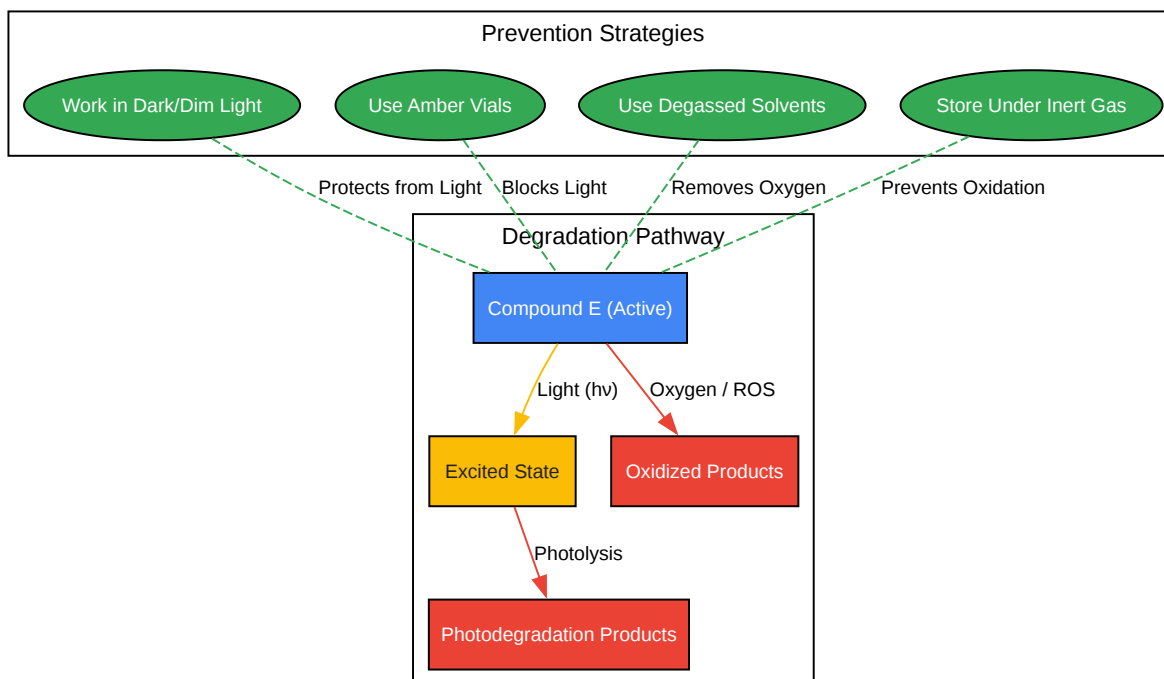 Prevention Strategies
Work in Dark/Dim Light
Use Amber Vials
Use Degassed Solvents
Store Under Inert Gas
Protects from Light
Blocks Light
Removes Oxygen
Prevents Oxidation
Degradation Pathway
Compound E (Active)
Light (hν)
Oxygen / ROS
Excited State
Oxidized Products
Photolysis
Photodegradation Products